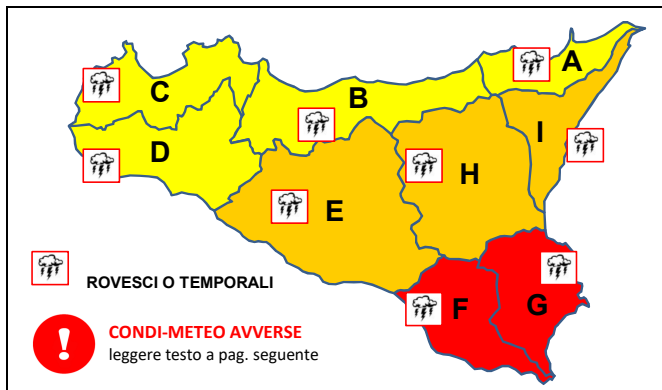 A
C
B
I
D
H
E
ROVESCI O TEMPORALI
F
G
!
CONDI-METEO AVVERSE
leggere testo a pag. seguente